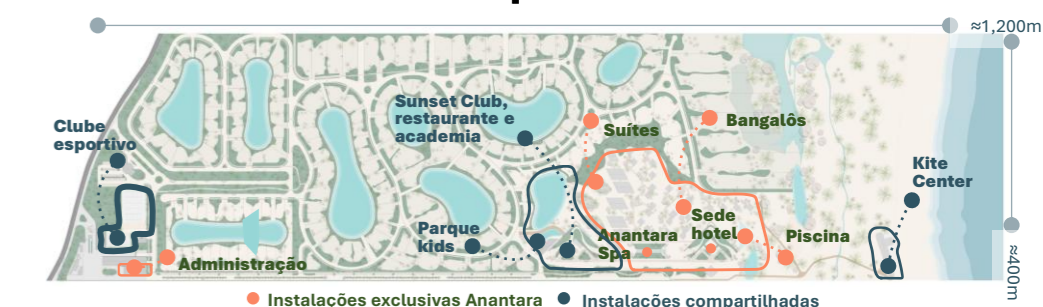 ≈1,200m
Sunset Club,
restaurante e
academia
Clube
esportivo
Suítes
Bangalôs
Kite
Center
Parque
kids
Sede
hotel
Anantara
Spa
Piscina
Administração
≈400m
Instalações exclusivas Anantara
Instalações compartilhadas